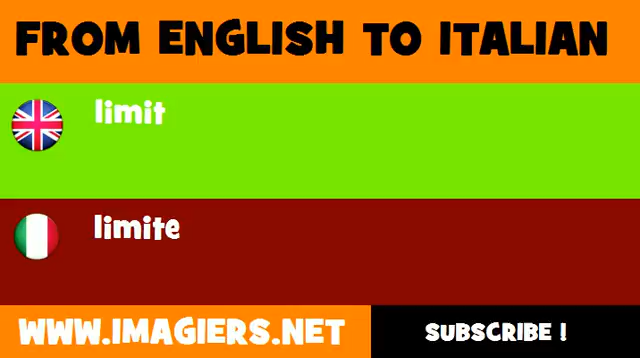 FROM ENGLISH TO ITALIAN
limit
limite
WWW.IMAGIERS.NET
SUBSCRIBE !